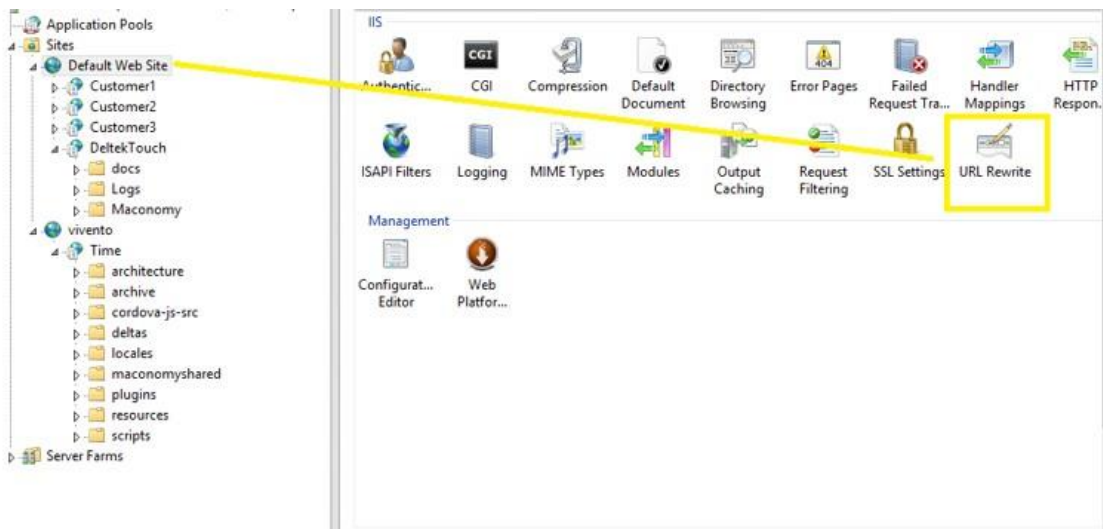 Application Pools
Sites
Default Web Site
Customer1
Customer2
Customer3
DeltekTouch
docs
Logs
Maconomy
vivento
Time
architecture
archive
cordova-js-src
deltas
locales
maconomyshared
plugins
resources
scripts
Server Farms
IIS
CGI
404
Authentic... CGI Compression Default Document Directory Browsing Error Pages Failed Request Tra... Handler Mappings HTTP Respon.
ISAPI Filters Logging MIME Types Modules Output Caching Request Filtering SSL Settings URL Rewrite
Management
Configurat... Editor Web Platfor...